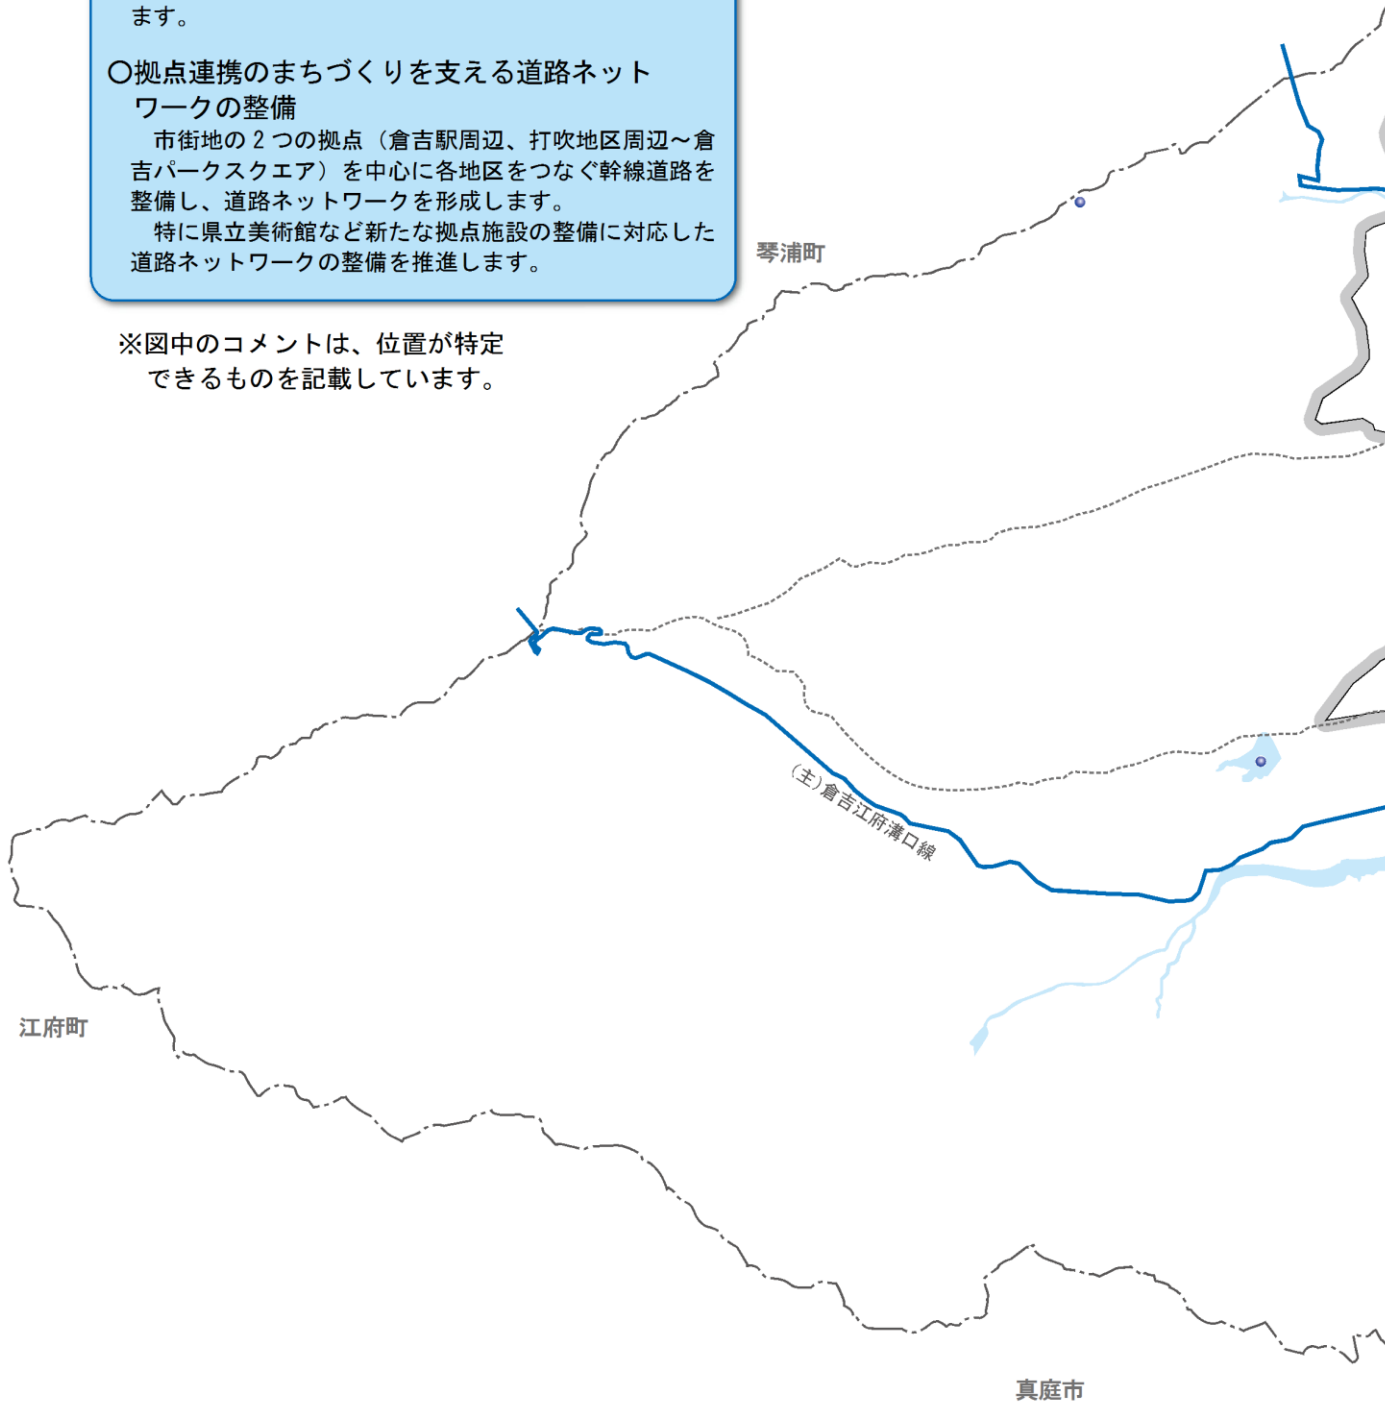 ます。
〇拠点連携のまちづくりを支える道路ネット
ワークの整備
市街地の２つの拠点（倉吉駅周辺、打吹地区周辺～倉
吉パークスクエア）を中心に各地区をつなぐ幹線道路を
整備し、道路ネットワークを形成します。
特に県立美術館など新たな拠点施設の整備に対応した
道路ネットワークの整備を推進します。
※図中のコメントは、位置が特定
できるものを記載しています。
琴浦町
(主)倉吉江府溝口線
江府町
真庭市